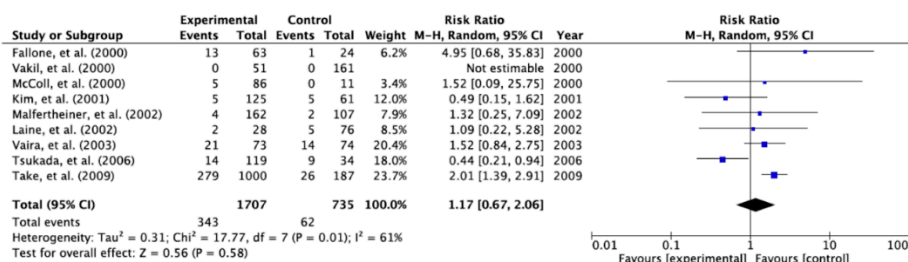 Experimental Control Risk Ratio Risk Ratio
Study or Subgroup Events Total Events Total Weight M-H, Random, 95% CI Year M-H, Random, 95% CI
Fallone, et al. (2000) 13 63 1 24 6.2% 4.95 [0.68, 35.83] 2000
Vakil, et al. (2000) 0 51 0 161 Not estimable 2000
McColl, et al. (2000) 5 86 0 11 3.4% 1.52 [0.09, 25.75] 2000
Kim, et al. (2001) 5 125 5 61 12.0% 0.49 [0.15, 1.62] 2001
Malfertheiner, et al. (2002) 4 162 2 107 7.9% 1.32 [0.25, 7.09] 2002
Laine, et al. (2002) 2 28 5 76 8.5% 1.09 [0.22, 5.28] 2002
Vaira, et al. (2003) 21 73 14 74 20.4% 1.52 [0.84, 2.75] 2003
Tsukada, et al. (2006) 14 119 9 34 18.0% 0.44 [0.21, 0.94] 2006
Take, et al. (2009) 279 1000 26 187 23.7% 2.01 [1.39, 2.91] 2009
Total (95% CI) 1707 735 100.0% 1.17 [0.67, 2.06]
Total events 343 62
Heterogeneity: Tau² = 0.31; Chi² = 17.77, df = 7 (P = 0.01); I² = 61%
Test for overall effect: Z = 0.56 (P = 0.58)
0.01 0.1 1 10 100
Favours [experimental] Favours [control]